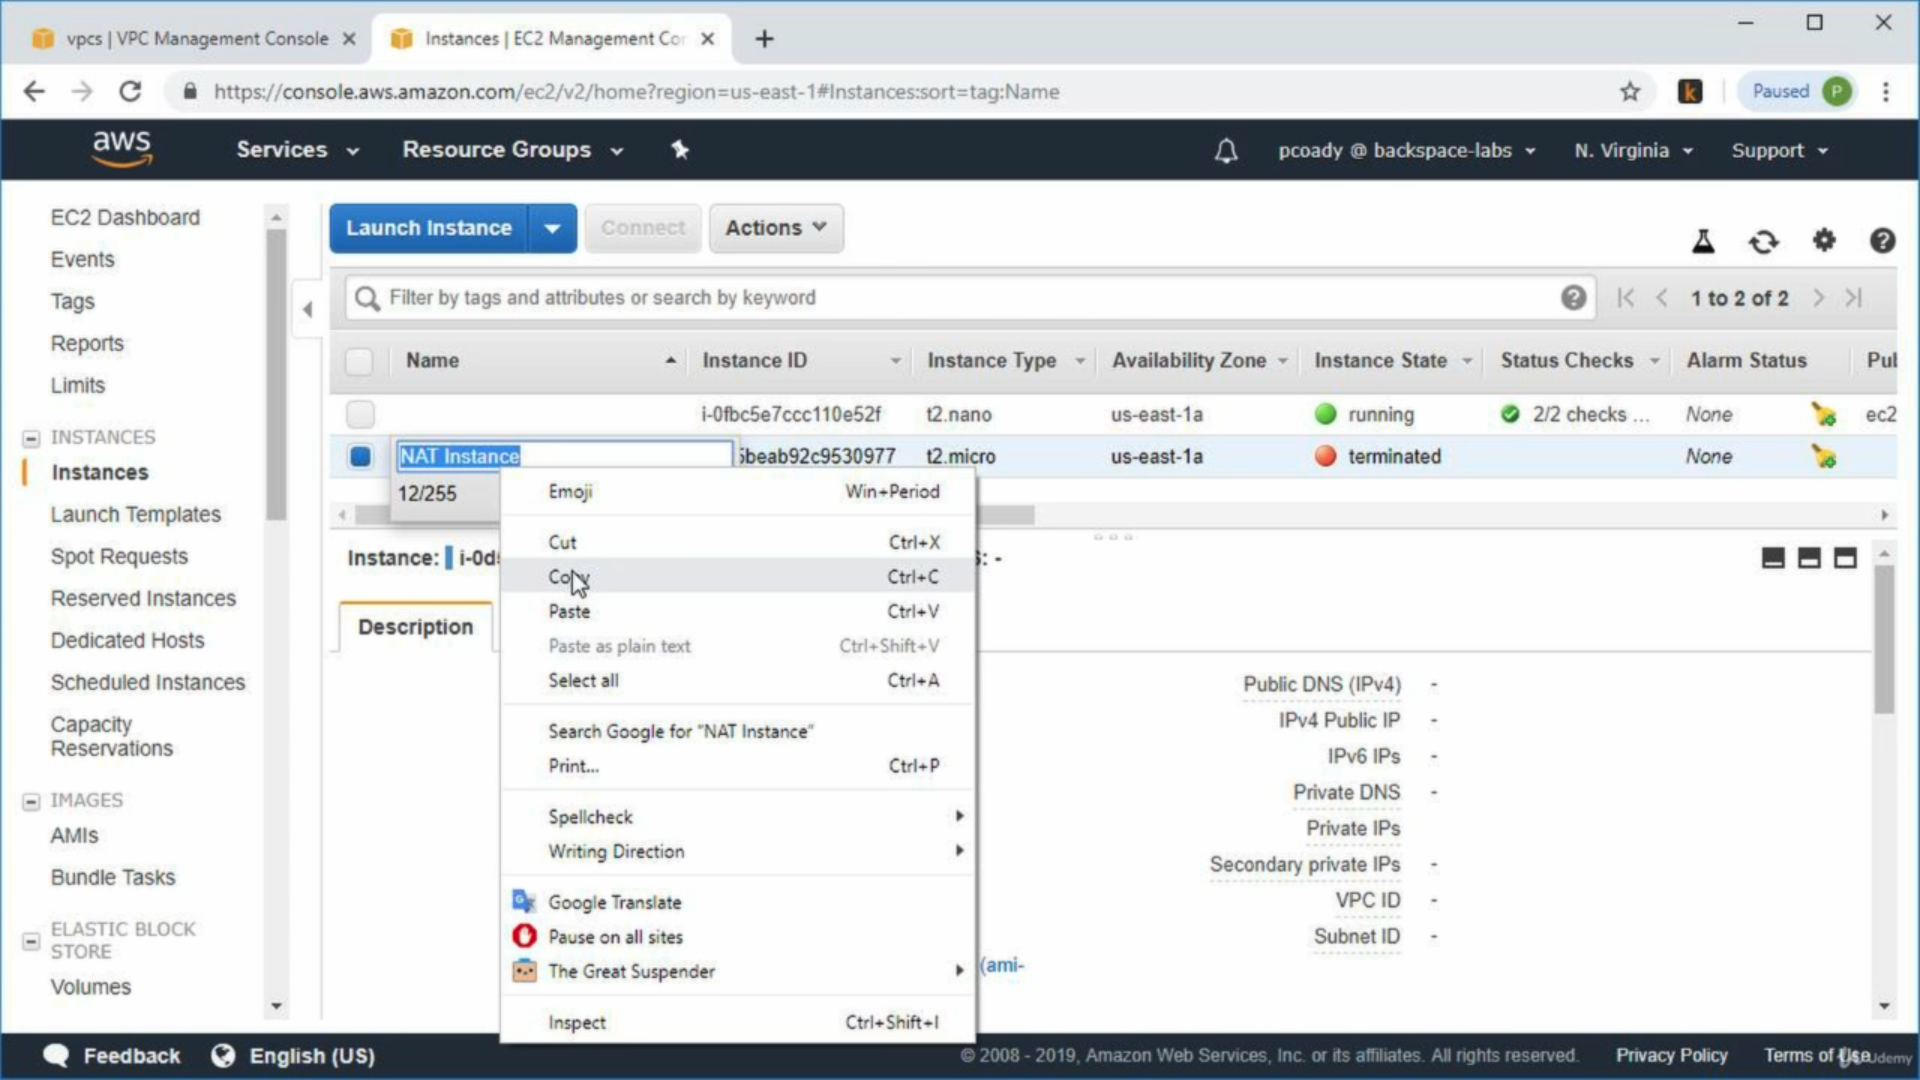 vpcs | VPC Management Console
Instances | EC2 Management Cor
https://console.aws.amazon.com/ec2/v2/home?region=us-east-1#Instances:sort=tag:Name
k
Paused
P
aws
Services
Resource Groups
pcoady @ backspace-labs
N. Virginia
Support
EC2 Dashboard
Events
Tags
Reports
Limits
INSTANCES
Instances
Launch Templates
Spot Requests
Reserved Instances
Dedicated Hosts
Scheduled Instances
Capacity
Reservations
IMAGES
AMIs
Bundle Tasks
ELASTIC BLOCK
STORE
Volumes
Launch Instance
Connect
Actions
Filter by tags and attributes or search by keyword
1 to 2 of 2
Name Instance ID Instance Type Availability Zone Instance State Status Checks Alarm Status Pul
i-0fbc5e7ccc110e52f t2.nano us-east-1a running 2/2 checks ... None ec2
NAT Instance 5beab92c9530977 t2.micro us-east-1a terminated None
12/255
Instance: i-0d5
: -
Description
Emoji Win+Period
Cut Ctrl+X
Copy Ctrl+C
Paste Ctrl+V
Paste as plain text Ctrl+Shift+V
Select all Ctrl+A
Search Google for "NAT Instance"
Print... Ctrl+P
Spellcheck
Writing Direction
Google Translate
Pause on all sites
The Great Suspender
Inspect Ctrl+Shift+I
Public DNS (IPv4) -
IPv4 Public IP -
IPv6 IPs -
Private DNS -
Private IPs
Secondary private IPs -
VPC ID -
Subnet ID -
(ami-
Feedback
English (US)
© 2008 - 2019, Amazon Web Services, Inc. or its affiliates. All rights reserved.
Privacy Policy
Terms of Use
Udemy